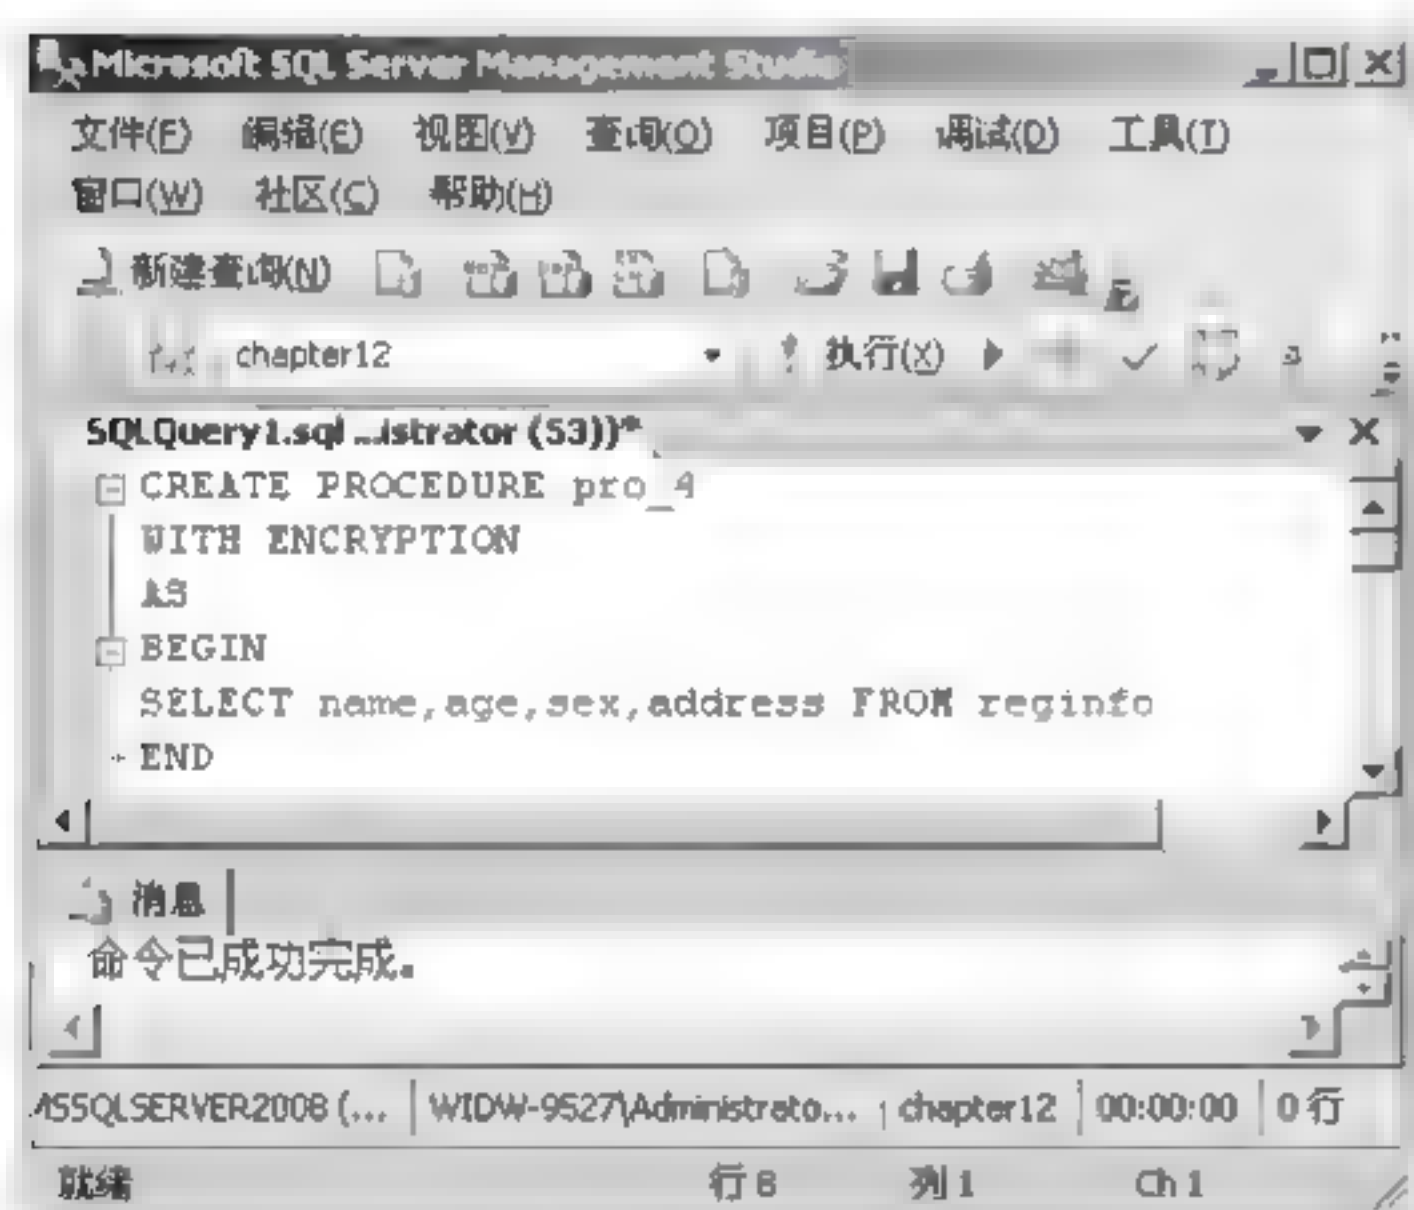 Microsoft SQL Server Management Studio
文件(F) 编辑(E) 视图(V) 查询(Q) 项目(P) 调试(D) 工具(T)
窗口(W) 社区(C) 帮助(H)
新建查询(N)
chapter12 ! 执行(X)
SQLQuery1.sql ...istrator (53))*
CREATE PROCEDURE pro_4
WITH ENCRYPTION
AS
BEGIN
SELECT name,age,sex,address FROM reginfo
END
消息
命令已成功完成。
MSSQLSERVER2008 (... WIDW-9527\Administrato... chapter12 00:00:00 0 行
就绪 行 8 列 1 Ch 1